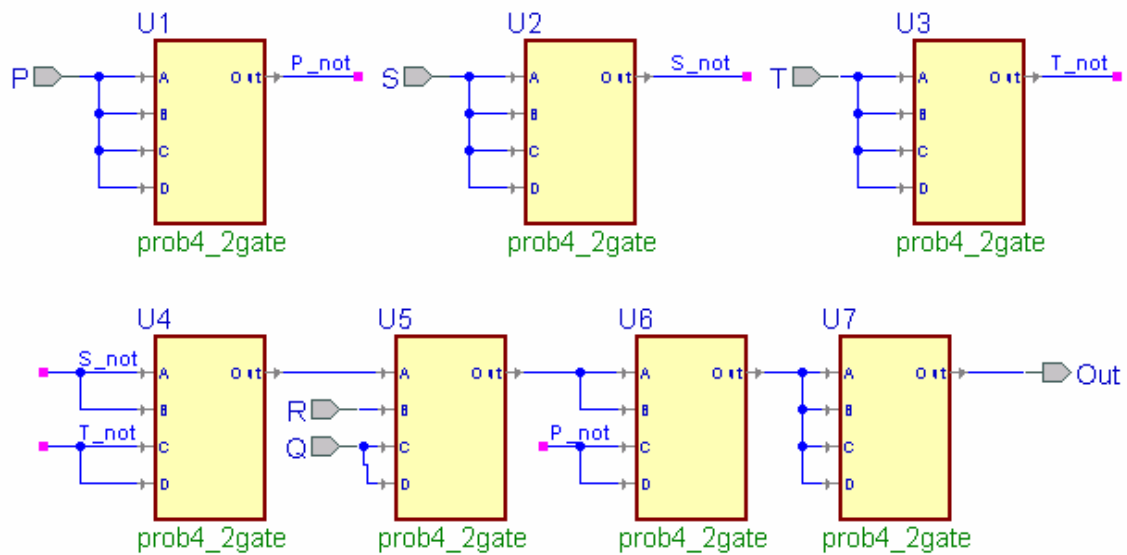 U1 U2 U3
P A Out P_not S A Out S_not T A Out T_not
B B B
C C C
D D D
prob4_2gate prob4_2gate prob4_2gate
U4 U5 U6 U7
S_not A Out A Out A Out A Out Out
B R B B B
T_not C Q C P_not C C
D D D D
prob4_2gate prob4_2gate prob4_2gate prob4_2gate